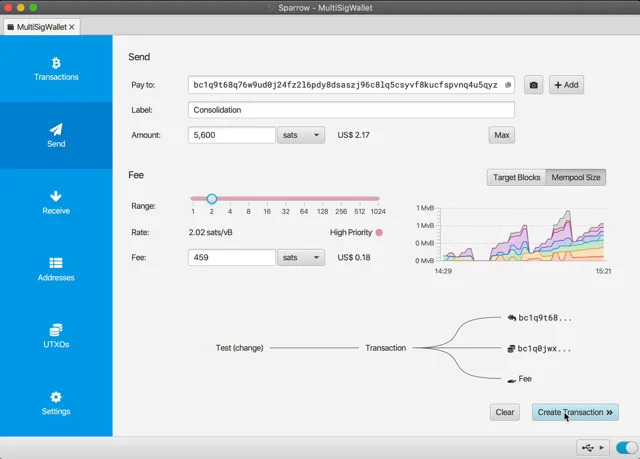 Sparrow - MultiSigWallet
MultiSigWallet
Transactions
Send
Receive
Addresses
UTXOs
Settings
Send
Pay to: bc1q9t68q76w9ud0j24fz2l6pdy8dsaszj96c8lq5csyvf8kucfspvnq4u5qyz + Add
Label: Consolidation
Amount: 5,600 sats US$ 2.17 Max
Fee Target Blocks Mempool Size
Range: 1 2 4 8 16 32 64 128 256 512 1024
Rate: 2.02 sats/vB High Priority
Fee: 459 sats US$ 0.18
1 MvB
1 MvB
0 MvB
0 MvB
14:29 15:21
bc1q9t68...
Test (change) Transaction bc1q0jwx...
Fee
Clear Create Transaction